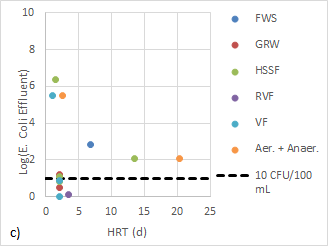 10
8
6
4
2
0
Log(E. Coli Effluent)
0
5
10
15
20
25
HRT (d)
c)
FWS
GRW
HSSF
RVF
VF
Aer. + Anaer.
10 CFU/100
mL